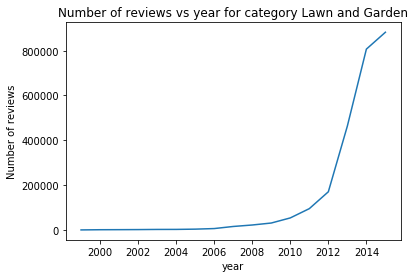 Number of reviews vs year for category Lawn and Garden
800000
600000
400000
200000
0
Number of reviews
2000 2002 2004 2006 2008 2010 2012 2014
year